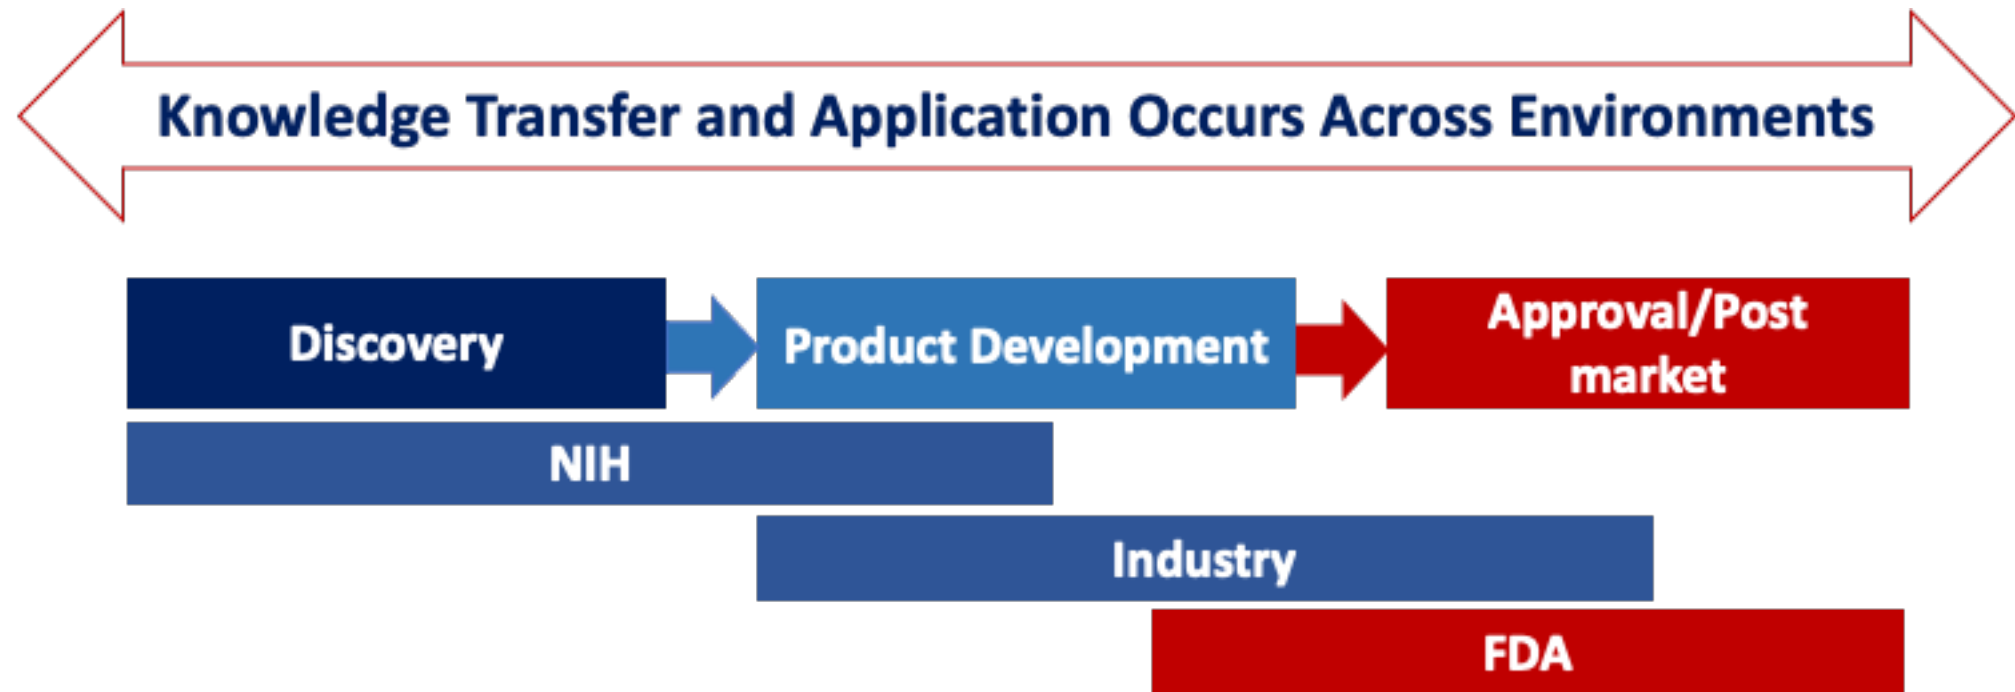 Knowledge Transfer and Application Occurs Across Environments
Discovery
Product Development
Approval/Post
market
NIH
Industry
FDA